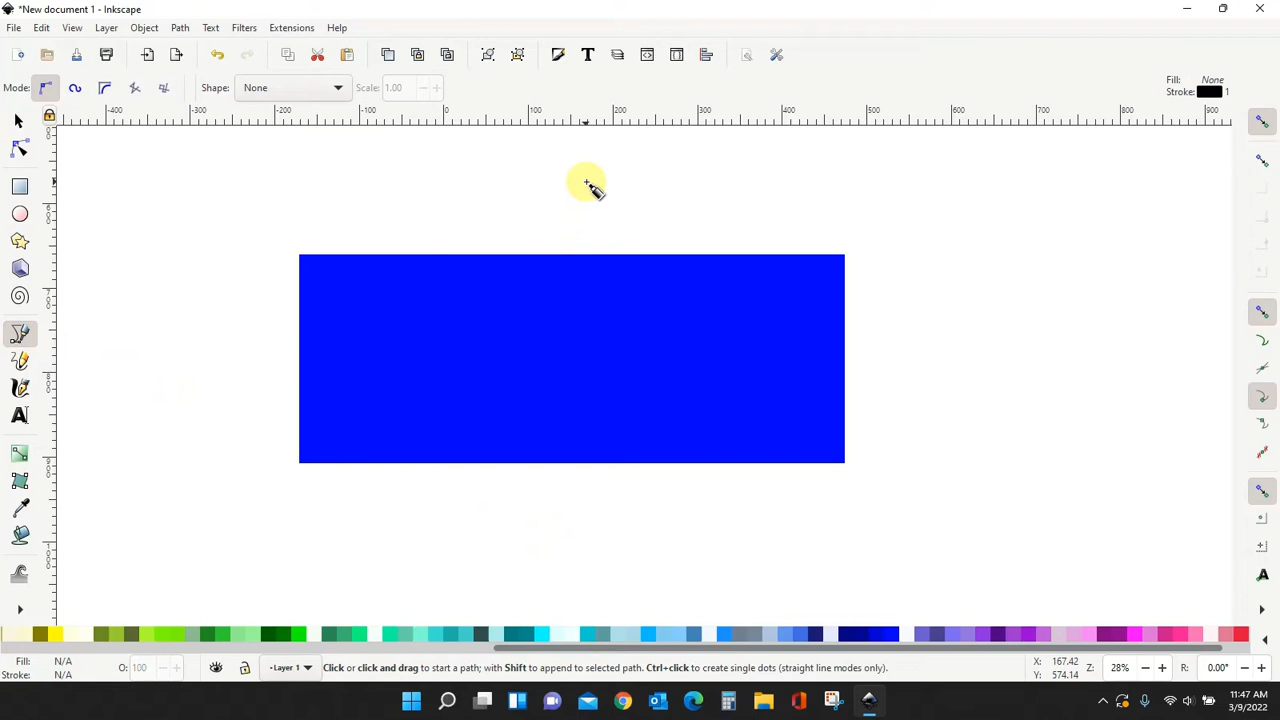 *New document 1 - Inkscape
File Edit View Layer Object Path Text Filters Extensions Help
Mode: Shape: None Scale: 1.00 Fill: None
Stroke: 1
-400 -300 -200 -100 0 100 200 300 400 500 600 700 800 900
Fill: N/A O: 100 Layer 1 Click or click and drag to start a path; with Shift to append to selected path. Ctrl+click to create single dots (straight line modes only). X: 167.42 Z: 28% R: 0.00°
Stroke: N/A Y: 574.14
11:47 AM
3/9/2022